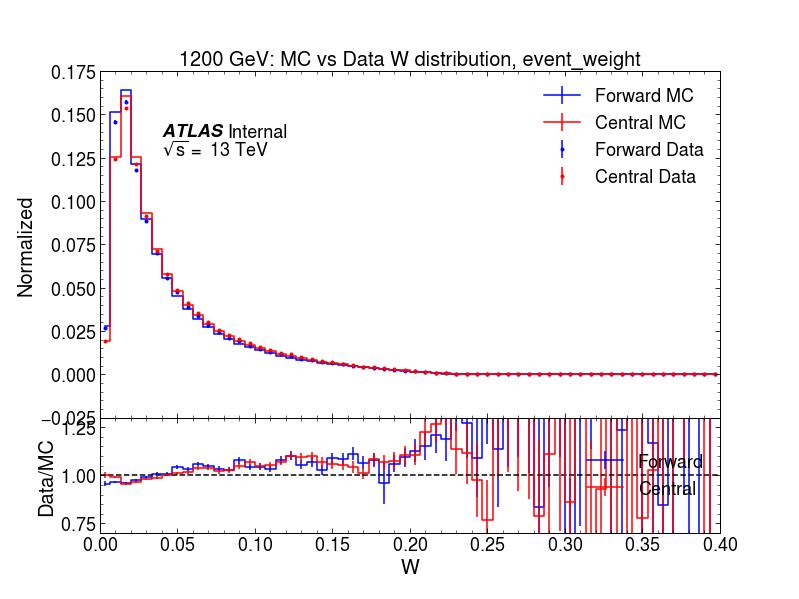 1200 GeV: MC vs Data W distribution, event_weight
0.175
0.150
0.125
0.100
0.075
0.050
0.025
0.000
−0.025
Normalized
ATLAS Internal
√s = 13 TeV
Forward MC
Central MC
Forward Data
Central Data
1.25
1.00
0.75
Data/MC
Forward
Central
0.00 0.05 0.10 0.15 0.20 0.25 0.30 0.35 0.40
W